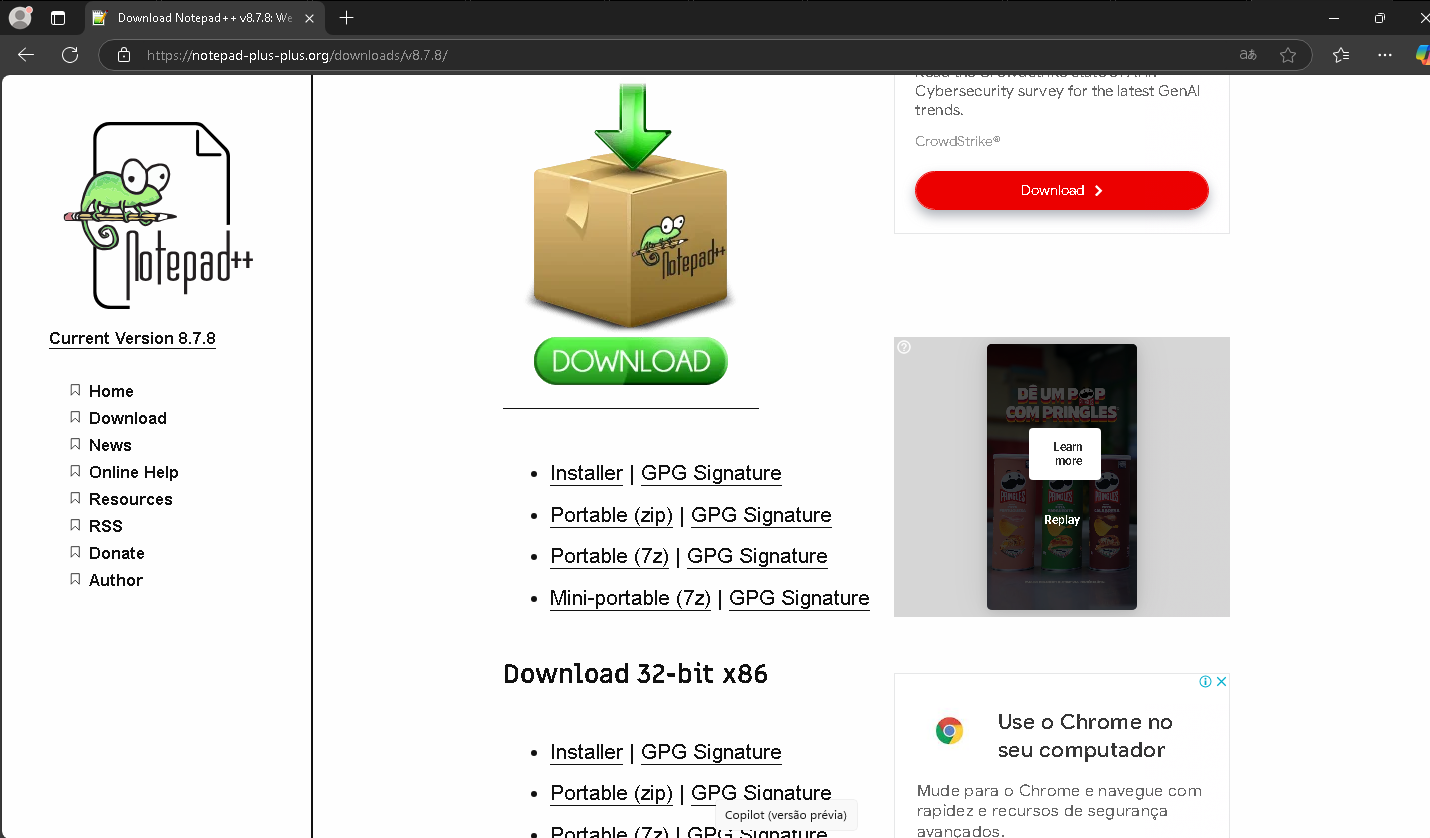 Download Notepad++ v8.7.8: We
https://notepad-plus-plus.org/downloads/v8.7.8/
Notepad++
Current Version 8.7.8
Home
Download
News
Online Help
Resources
RSS
Donate
Author
Notepad++
DOWNLOAD
Installer | GPG Signature
Portable (zip) | GPG Signature
Portable (7z) | GPG Signature
Mini-portable (7z) | GPG Signature
Download 32-bit x86
Installer | GPG Signature
Portable (zip) | GPG Signature
Portable (7z) | GPG Signature
Copilot (versão prévia)
Cybersecurity survey for the latest GenAI
trends.
CrowdStrike®
Download
DÊ UM POP
COM PRINGLES
Learn
more
PRINGLES
PRINGLES
PRINGLES
Replay
Use o Chrome no
seu computador
Mude para o Chrome e navegue com
rapidez e recursos de segurança
avançados.